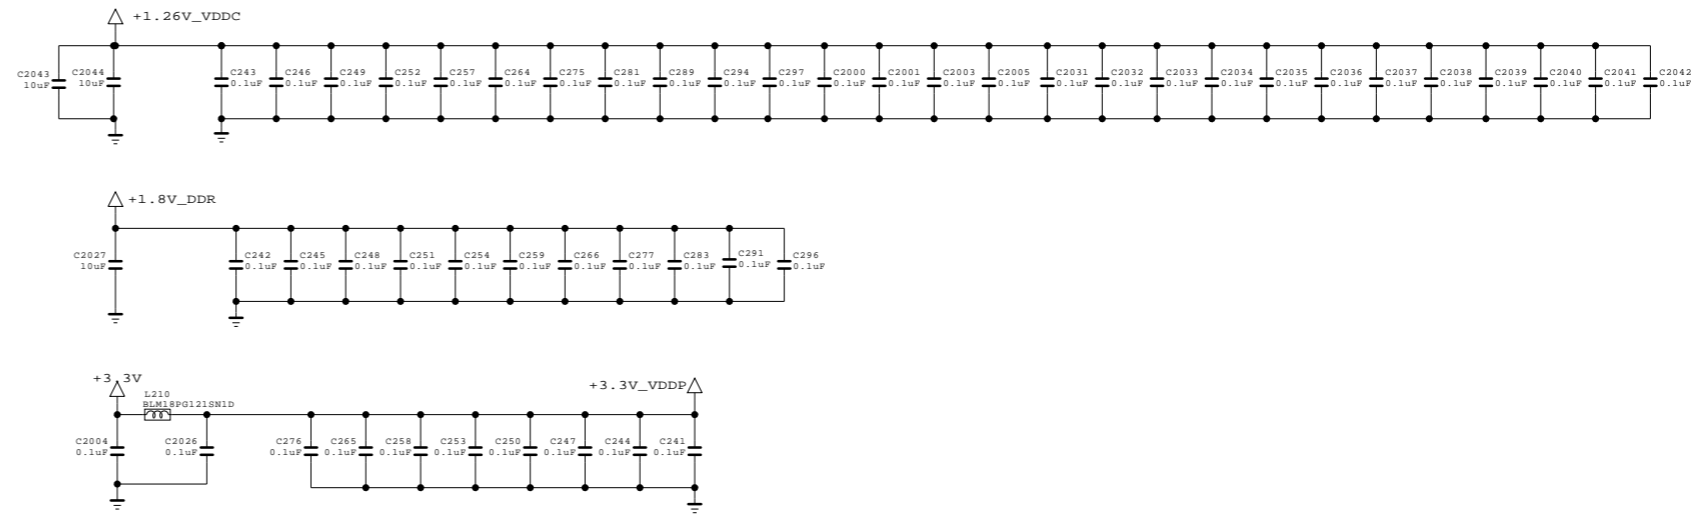 +1.26V_VDDC
C2043 C2044 C243 C246 C249 C252 C257 C264 C275 C281 C289 C294 C297 C2000 C2001 C2003 C2005 C2031 C2032 C2033 C2034 C2035 C2036 C2037 C2038 C2039 C2040 C2041 C2042
10uF 10uF 0.1uF 0.1uF 0.1uF 0.1uF 0.1uF 0.1uF 0.1uF 0.1uF 0.1uF 0.1uF 0.1uF 0.1uF 0.1uF 0.1uF 0.1uF 0.1uF 0.1uF 0.1uF 0.1uF 0.1uF 0.1uF 0.1uF 0.1uF 0.1uF 0.1uF 0.1uF 0.1uF
+1.8V_DDR
C2027 C242 C245 C248 C251 C254 C259 C266 C277 C283 C291 C296
10uF 0.1uF 0.1uF 0.1uF 0.1uF 0.1uF 0.1uF 0.1uF 0.1uF 0.1uF 0.1uF 0.1uF
+3.3V +3.3V_VDDP
L210
BLM18PG121SN1D
C2004 C2026 C276 C265 C258 C253 C250 C247 C244 C241
0.1uF 0.1uF 0.1uF 0.1uF 0.1uF 0.1uF 0.1uF 0.1uF 0.1uF 0.1uF